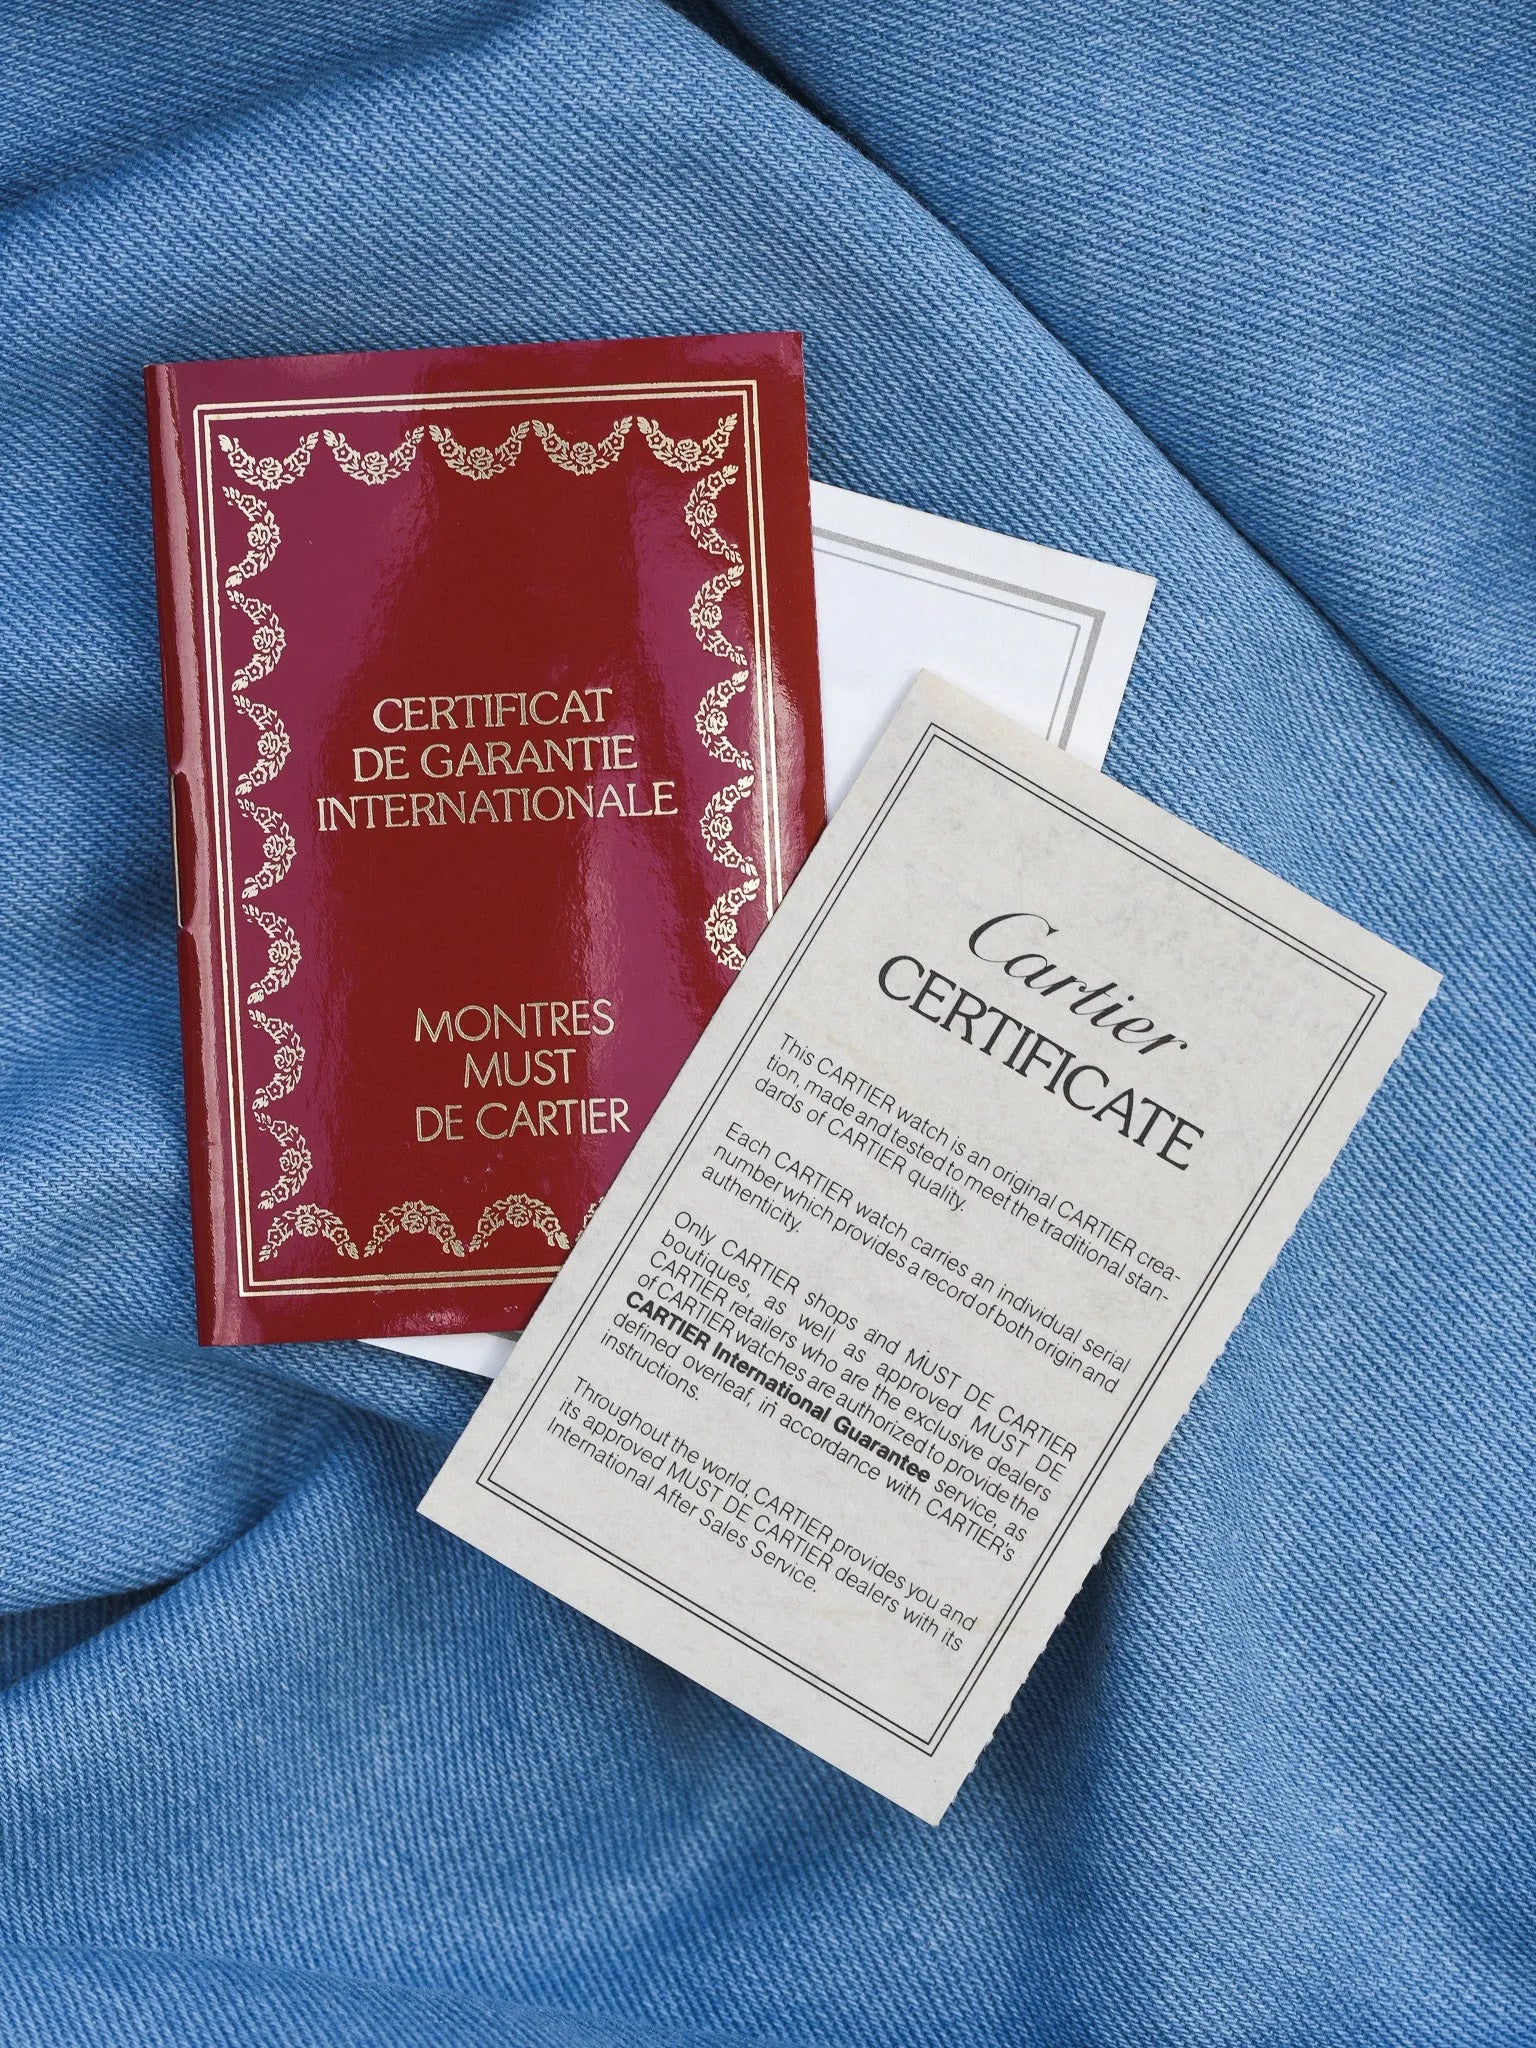 CERTIFICAT
DE GARANTIE
INTERNATIONALE
MONTRES
MUST
DE CARTIER
Cartier
CERTIFICATE
This CARTIER watch is an original CARTIER crea-
tion, made and tested to meet the traditional stan-
dards of CARTIER quality.
Each CARTIER watch carries an individual serial
number which provides a record of both origin and
authenticity.
Only CARTIER shops and MUST DE CARTIER
boutiques, as well as approved MUST DE
CARTIER retailers who are the exclusive dealers
of CARTIER watches are authorized to provide the
CARTIER International Guarantee service, as
defined overleaf, in accordance with CARTIER's
instructions.
Throughout the world, CARTIER provides you and
its approved MUST DE CARTIER dealers with its
International After Sales Service.